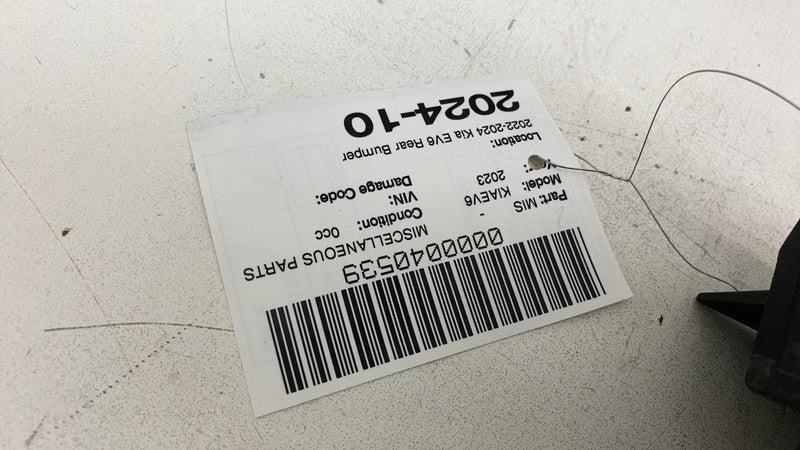 0000040539
Part: MIS - MISCELLANEOUS PARTS
Model: KIAEV6 Condition: 0cc
2023 VIN:
Damage Code:
Location:
2022-2024 Kia EV6 Rear Bumper
2024-10